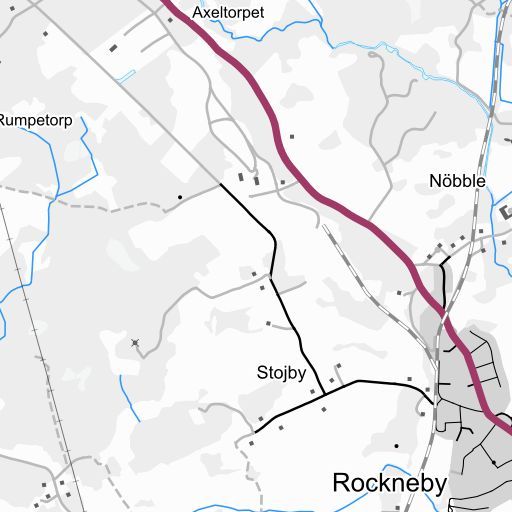 Axeltorpet
Rumpetorp
Nöbble
Stojby
Rockneby